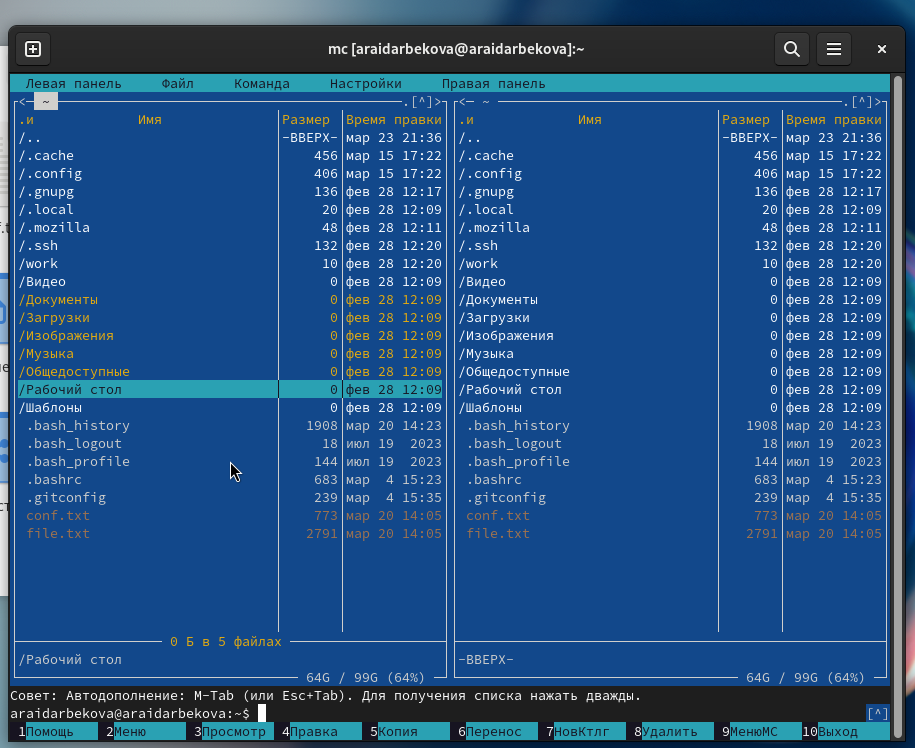 mc [araidarbekova@araidarbekova]:~
Левая панель Файл Команда Настройки Правая панель
<- ~ .[^]> <- ~ .[^]>
.и Имя Размер Время правки .и Имя Размер Время правки
/.. -ВВЕРХ- мар 23 21:36 /.. -ВВЕРХ- мар 23 21:36
/.cache 456 мар 15 17:22 /.cache 456 мар 15 17:22
/.config 406 мар 15 17:22 /.config 406 мар 15 17:22
/.gnupg 136 фев 28 12:17 /.gnupg 136 фев 28 12:17
/.local 20 фев 28 12:09 /.local 20 фев 28 12:09
/.mozilla 48 фев 28 12:11 /.mozilla 48 фев 28 12:11
/.ssh 132 фев 28 12:20 /.ssh 132 фев 28 12:20
/work 10 фев 28 12:20 /work 10 фев 28 12:20
/Видео 0 фев 28 12:09 /Видео 0 фев 28 12:09
/Документы 0 фев 28 12:09 /Документы 0 фев 28 12:09
/Загрузки 0 фев 28 12:09 /Загрузки 0 фев 28 12:09
/Изображения 0 фев 28 12:09 /Изображения 0 фев 28 12:09
/Музыка 0 фев 28 12:09 /Музыка 0 фев 28 12:09
/Общедоступные 0 фев 28 12:09 /Общедоступные 0 фев 28 12:09
/Рабочий стол 0 фев 28 12:09 /Рабочий стол 0 фев 28 12:09
/Шаблоны 0 фев 28 12:09 /Шаблоны 0 фев 28 12:09
.bash_history 1908 мар 20 14:23 .bash_history 1908 мар 20 14:23
.bash_logout 18 июл 19 2023 .bash_logout 18 июл 19 2023
.bash_profile 144 июл 19 2023 .bash_profile 144 июл 19 2023
.bashrc 683 мар 4 15:23 .bashrc 683 мар 4 15:23
.gitconfig 239 мар 4 15:35 .gitconfig 239 мар 4 15:35
conf.txt 773 мар 20 14:05 conf.txt 773 мар 20 14:05
file.txt 2791 мар 20 14:05 file.txt 2791 мар 20 14:05
0 Б в 5 файлах
/Рабочий стол -ВВЕРХ-
64G / 99G (64%) 64G / 99G (64%)
Совет: Автодополнение: M-Tab (или Esc+Tab). Для получения списка нажать дважды.
araidarbekova@araidarbekova:~$ [^]
1Помощь 2Меню 3Просмотр 4Правка 5Копия 6Перенос 7НовКтлг 8Удалить 9МенюМС 10Выход